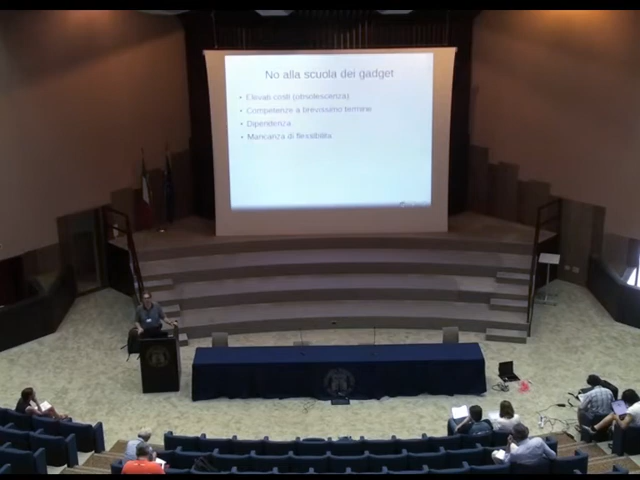 No alla scuola dei gadget
• Elevati costi (obsolescenza)
• Competenze a brevissimo termine
• Dipendenza
• Mancanza di flessibilità